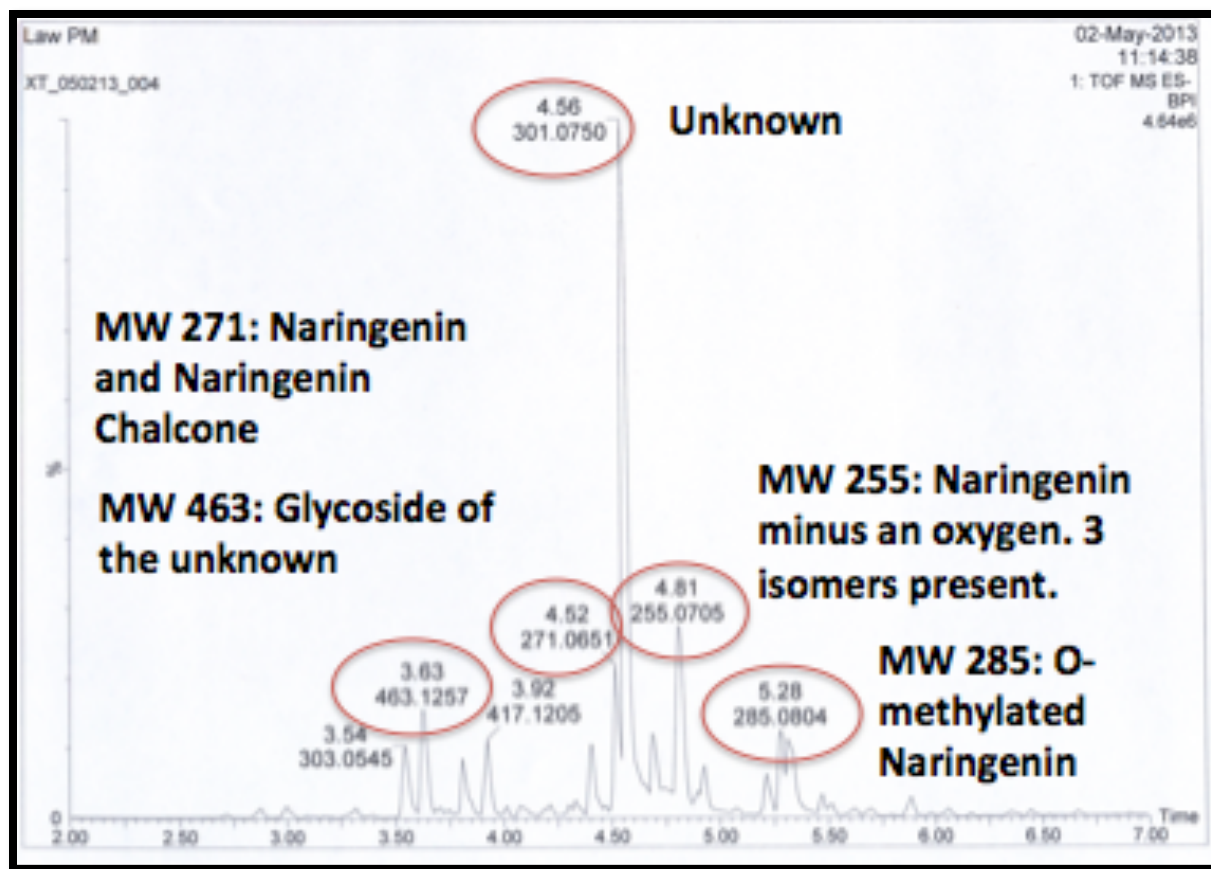 Law PM
02-May-2013
11:14:38
XT_050213_004
1: TOF MS ES-
BPI
4.64e6
4.56
301.0750
Unknown
MW 271: Naringenin
and Naringenin
Chalcone
MW 463: Glycoside of
the unknown
MW 255: Naringenin
minus an oxygen. 3
isomers present.
MW 285: O-
methylated
Naringenin
%
4.81
255.0705
4.52
271.0651
3.63
463.1257
3.92
417.1205
3.54
303.0545
5.28
285.0804
0
Time
2.00 2.50 3.00 3.50 4.00 4.50 5.00 5.50 6.00 6.50 7.00